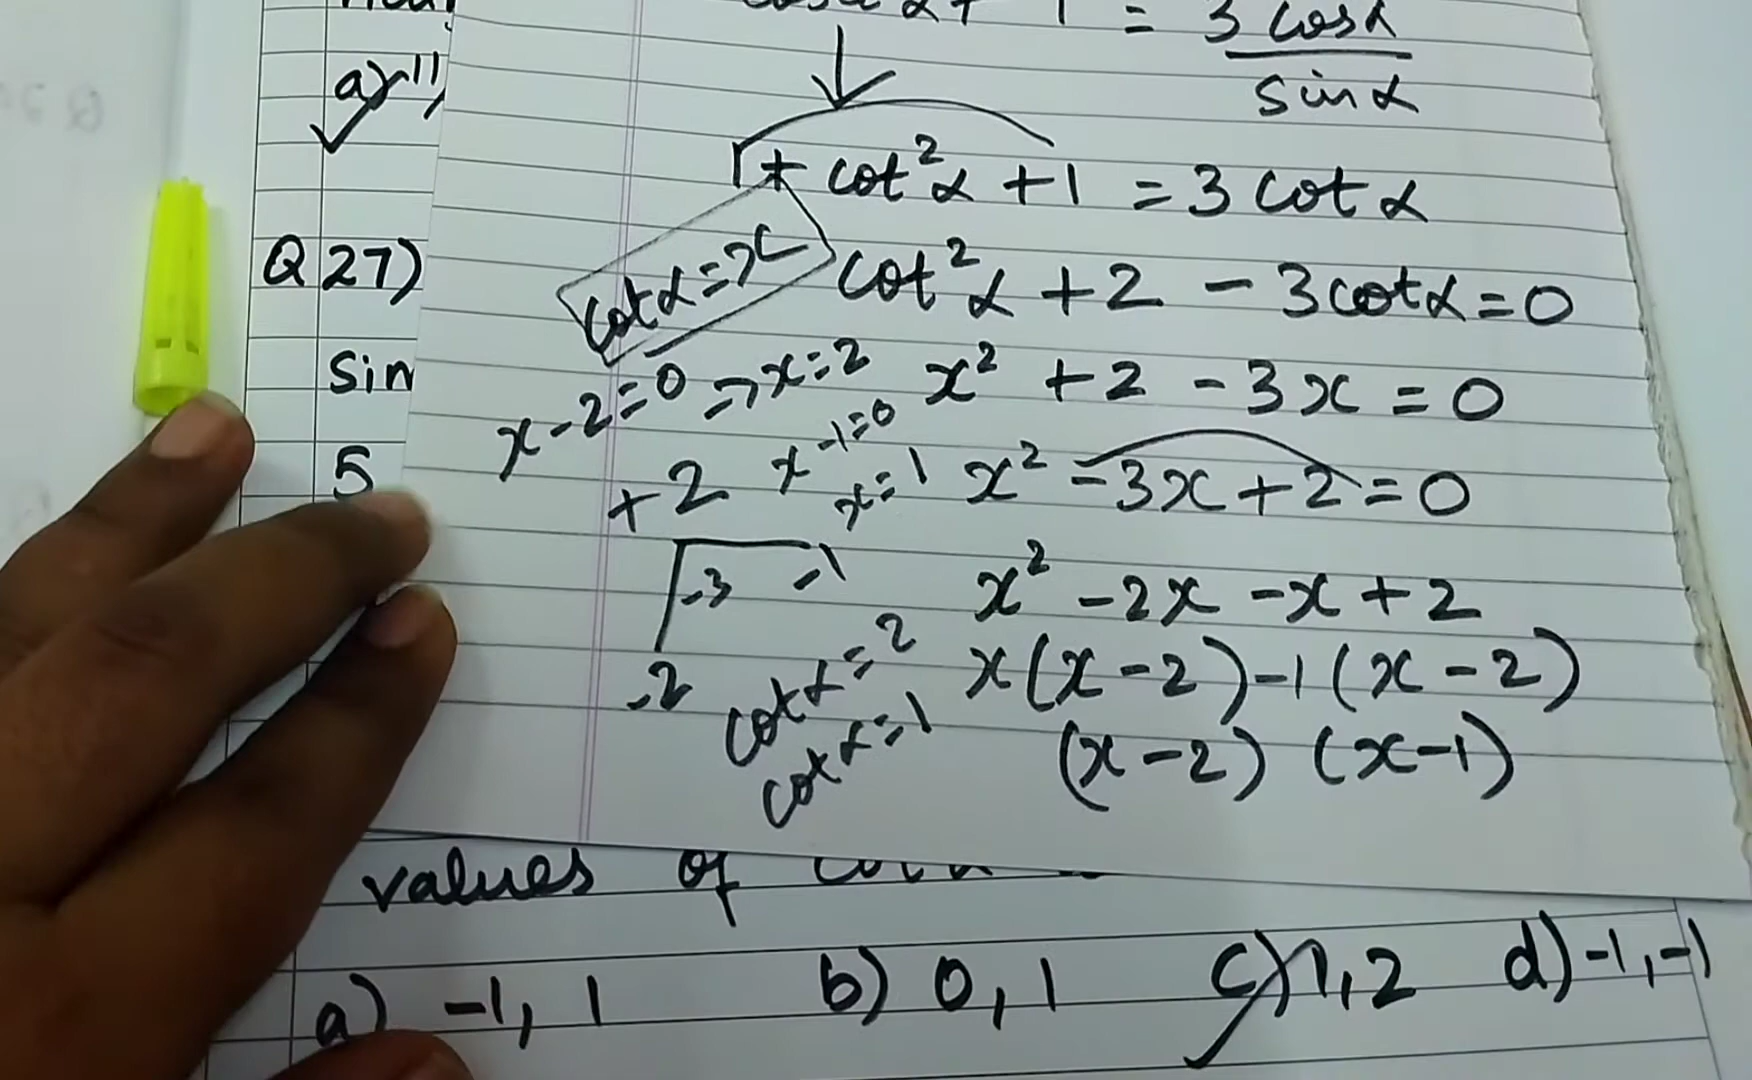 + 1 = 3 cosα
sinα
a) 11
1 + cot²α + 1 = 3 cotα
cotα = x
Q 27)
cot²α + 2 - 3cotα = 0
sin
x - 2 = 0 => x = 2
x² + 2 - 3x = 0
x - 1 = 0
x = 1
5
+2
x² - 3x + 2 = 0
-3 -1
-2
x² - 2x - x + 2
cotα = 2
cotα = 1
x(x - 2) - 1(x - 2)
(x - 2) (x - 1)
values of
a) -1, 1 b) 0, 1 c) 1, 2 d) -1, -1